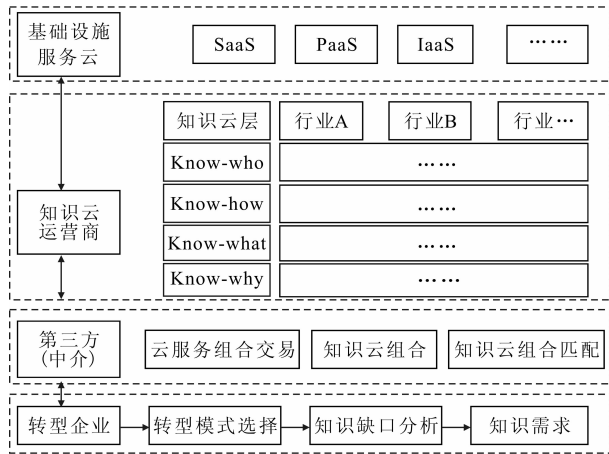 基础设施
服务云
SaaS
PaaS
IaaS
……
知识云层
行业A
行业B
行业…
Know-who
……
Know-how
……
知识云
运营商
Know-what
……
Know-why
……
第三方
(中介)
云服务组合交易
知识云组合
知识云组合匹配
转型企业
转型模式选择
知识缺口分析
知识需求